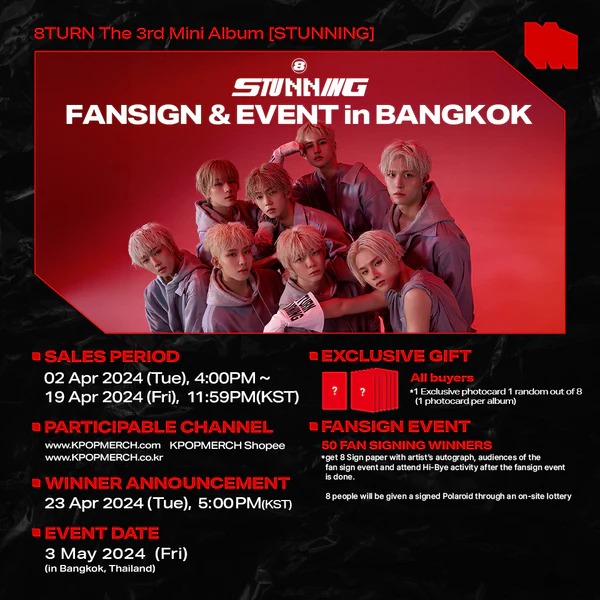 8TURN The 3rd Mini Album [STUNNING]
8
STUNNING
FANSIGN & EVENT in BANGKOK
SALES PERIOD
02 Apr 2024 (Tue), 4:00PM ~
19 Apr 2024 (Fri), 11:59PM(KST)
PARTICIPABLE CHANNEL
www.KPOPMERCH.com KPOPMERCH Shopee
www.KPOPMERCH.co.kr
WINNER ANNOUNCEMENT
23 Apr 2024 (Tue), 5:00PM(KST)
EVENT DATE
3 May 2024 (Fri)
(in Bangkok, Thailand)
EXCLUSIVE GIFT
? ?
All buyers
*1 Exclusive photocard 1 random out of 8
(1 photocard per album)
FANSIGN EVENT
50 FAN SIGNING WINNERS
*get 8 Sign paper with artist's autograph, audiences of the
fan sign event and attend Hi-Bye activity after the fansign event
is done.
8 people will be given a signed Polaroid through an on-site lottery